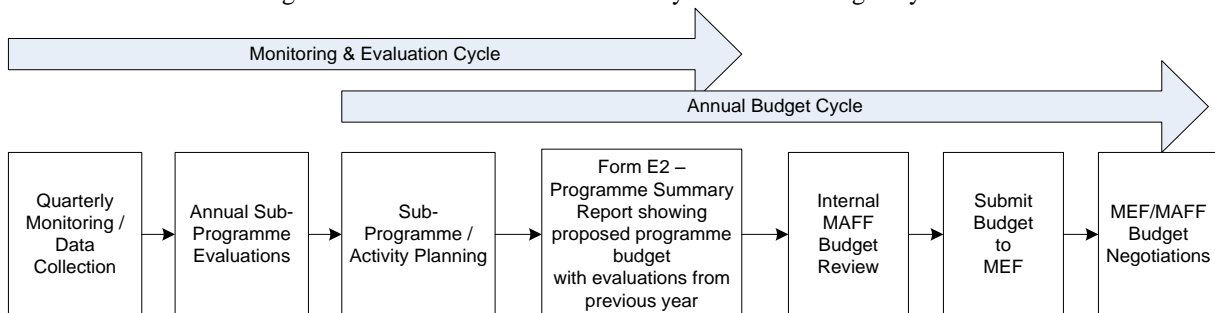 Monitoring & Evaluation Cycle
Annual Budget Cycle
Quarterly
Monitoring /
Data
Collection
Annual Sub-
Programme
Evaluations
Sub-
Programme /
Activity Planning
Form E2 –
Programme Summary
Report showing
proposed programme
budget
with evaluations from
previous year
Internal
MAFF
Budget
Review
Submit
Budget
to
MEF
MEF/MAFF
Budget
Negotiations